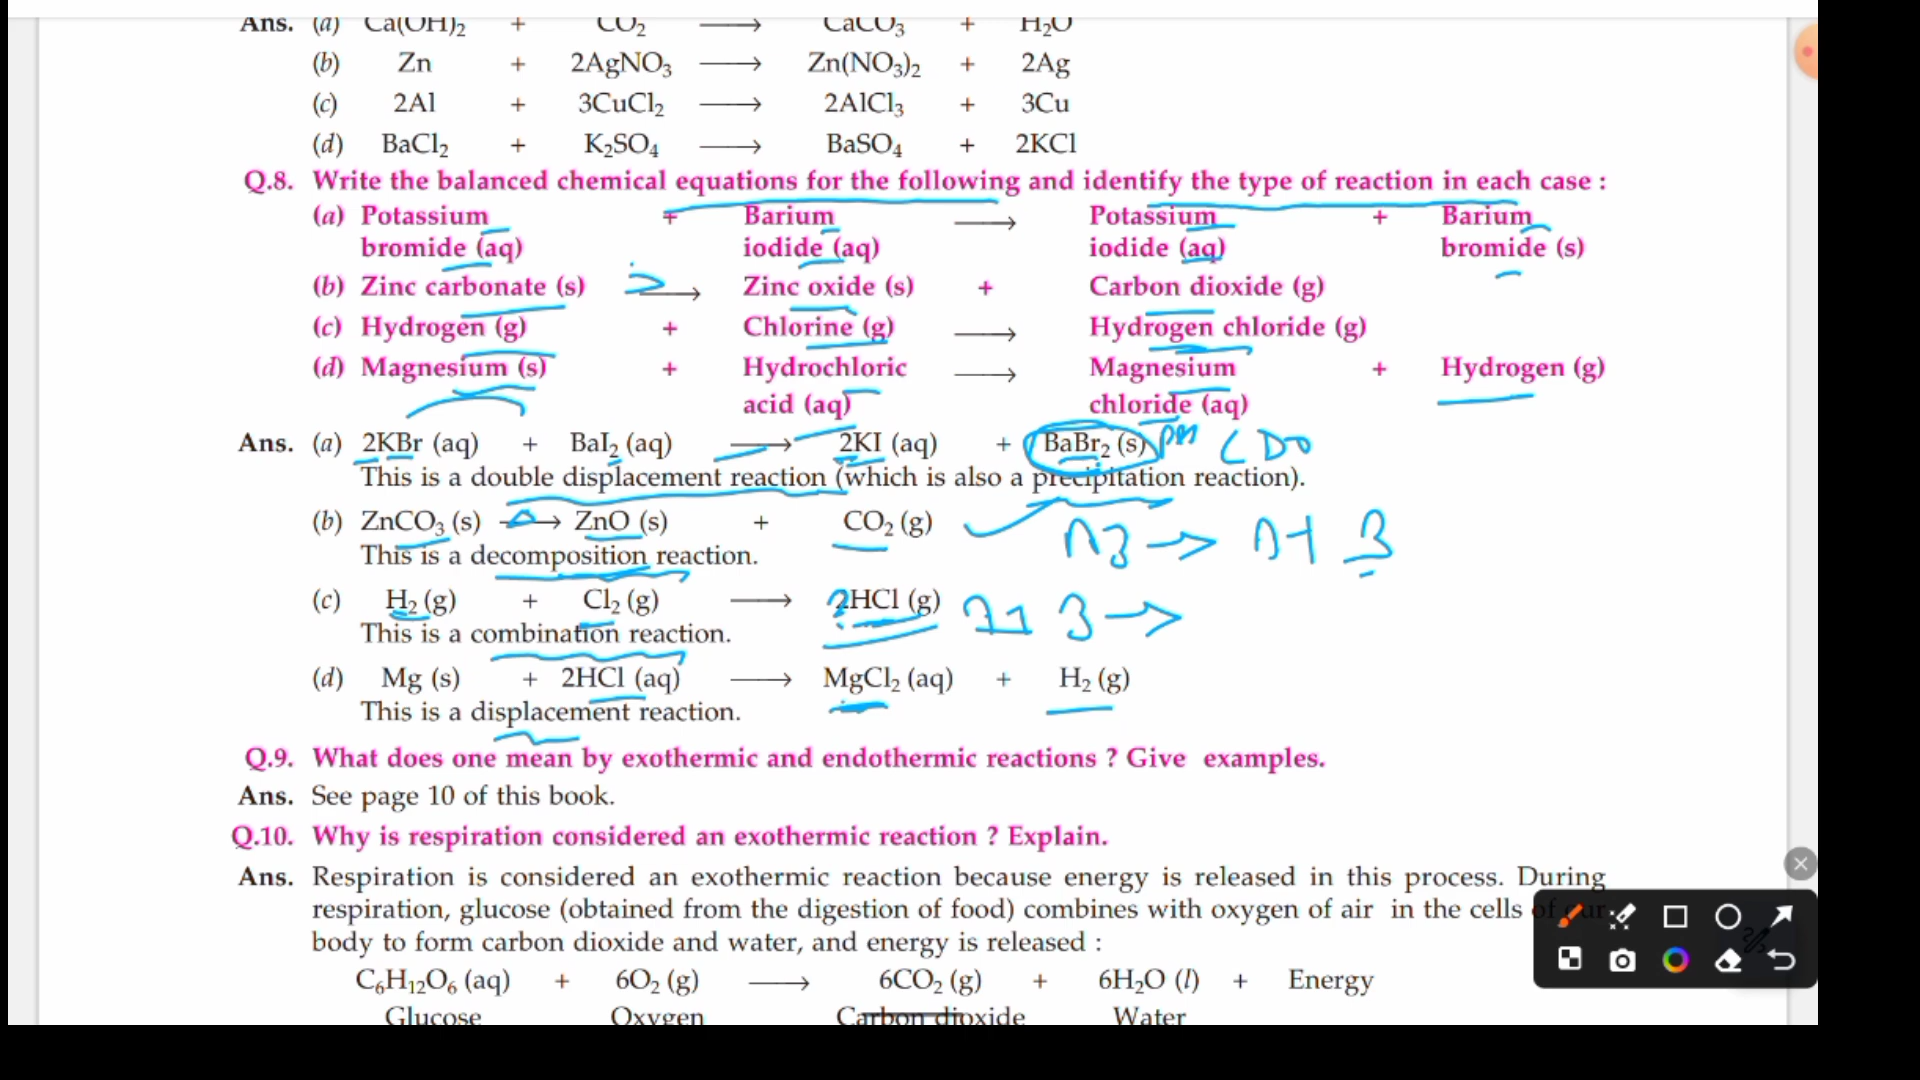 Ans. (a) Ca(OH)₂ + CO₂ ⟶ CaCO₃ + H₂O
(b) Zn + 2AgNO₃ ⟶ Zn(NO₃)₂ + 2Ag
(c) 2Al + 3CuCl₂ ⟶ 2AlCl₃ + 3Cu
(d) BaCl₂ + K₂SO₄ ⟶ BaSO₄ + 2KCl
Q.8. Write the balanced chemical equations for the following and identify the type of reaction in each case :
(a) Potassium + Barium ⟶ Potassium + Barium
bromide (aq) iodide (aq) iodide (aq) bromide (s)
(b) Zinc carbonate (s) ⟶ Zinc oxide (s) + Carbon dioxide (g)
(c) Hydrogen (g) + Chlorine (g) ⟶ Hydrogen chloride (g)
(d) Magnesium (s) + Hydrochloric ⟶ Magnesium + Hydrogen (g)
acid (aq) chloride (aq)
Ans. (a) 2KBr (aq) + BaI₂ (aq) ⟶ 2KI (aq) + BaBr₂ (s)
This is a double displacement reaction (which is also a precipitation reaction).
(b) ZnCO₃ (s) ⟶ ZnO (s) + CO₂ (g)
This is a decomposition reaction.
(c) H₂ (g) + Cl₂ (g) ⟶ 2HCl (g)
This is a combination reaction.
(d) Mg (s) + 2HCl (aq) ⟶ MgCl₂ (aq) + H₂ (g)
This is a displacement reaction.
Q.9. What does one mean by exothermic and endothermic reactions ? Give examples.
Ans. See page 10 of this book.
Q.10. Why is respiration considered an exothermic reaction ? Explain.
Ans. Respiration is considered an exothermic reaction because energy is released in this process. During
respiration, glucose (obtained from the digestion of food) combines with oxygen of air in the cells of our
body to form carbon dioxide and water, and energy is released :
C₆H₁₂O₆ (aq) + 6O₂ (g) ⟶ 6CO₂ (g) + 6H₂O (l) + Energy
Glucose Oxygen Carbon dioxide Water